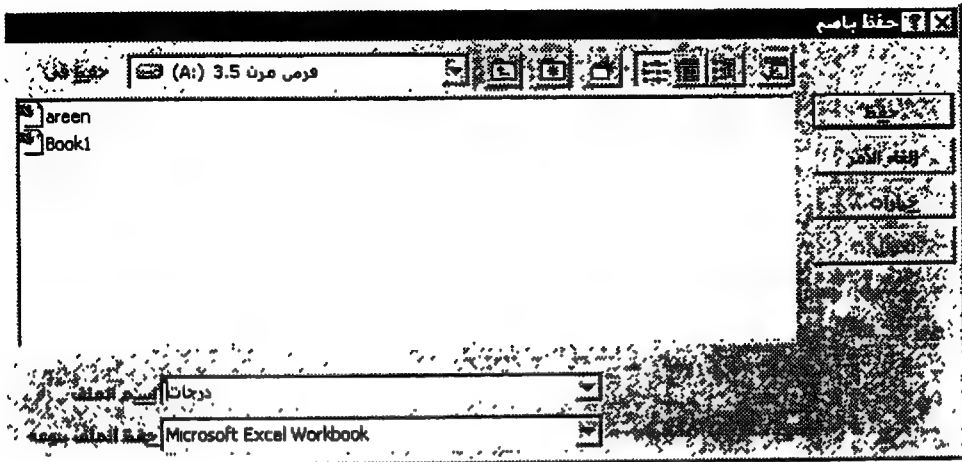 حفظ باسم
حفظ في: قرص مرن 3.5 (A:)
areen
Book1
حفظ
إلغاء الأمر
خيارات...
اسم الملف: درجات
حفظ الملف بنوعه: Microsoft Excel Workbook